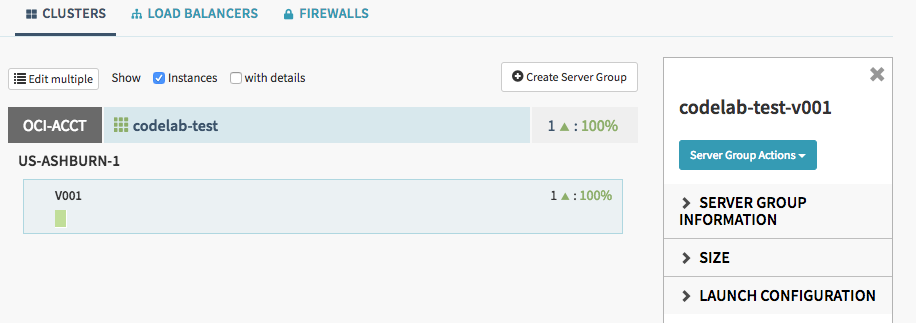 CLUSTERS LOAD BALANCERS FIREWALLS
Edit multiple Show Instances with details Create Server Group
OCI-ACCT codelab-test 1 : 100%
US-ASHBURN-1
V001 1 : 100%
codelab-test-v001
Server Group Actions
SERVER GROUP
INFORMATION
SIZE
LAUNCH CONFIGURATION